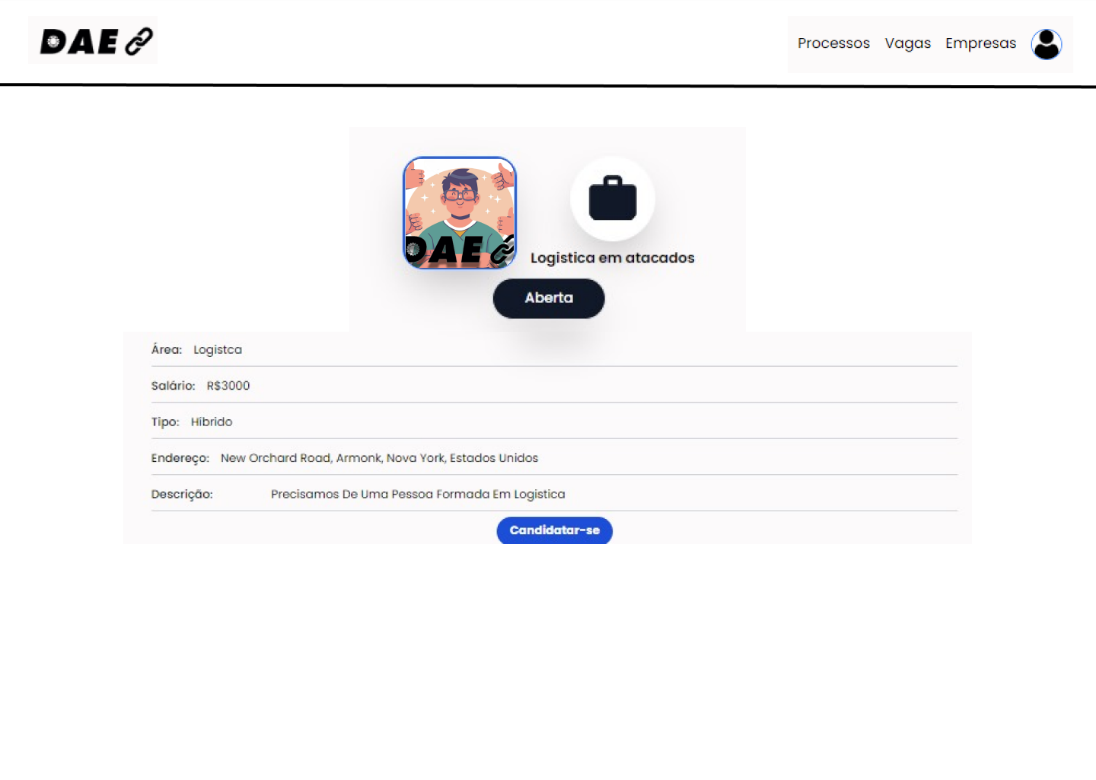 DAE
Processos Vagas Empresas
DAE
Logistica em atacados
Aberta
Área: Logistca
Salário: R$3000
Tipo: Híbrido
Endereço: New Orchard Road, Armonk, Nova York, Estados Unidos
Descrição: Precisamos De Uma Pessoa Formada Em Logistica
Candidatar-se